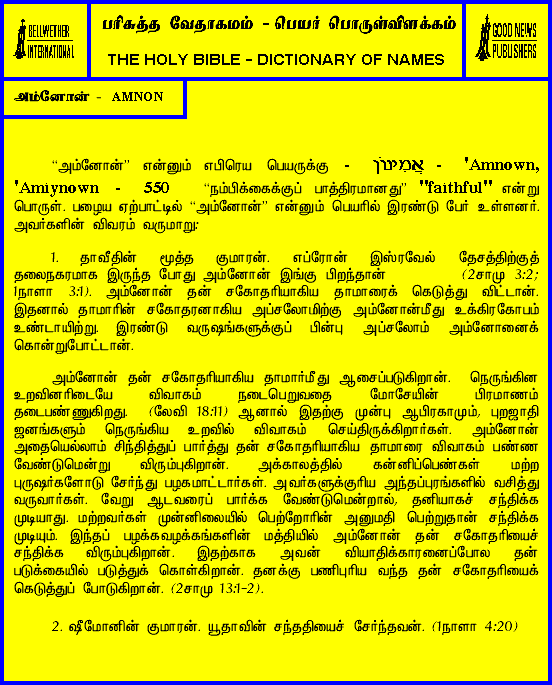 BELLWETHER
INTERNATIONAL
பரிசுத்த வேதாகமம் - பெயர் பொருள்விளக்கம்
THE HOLY BIBLE - DICTIONARY OF NAMES
GOOD NEWS
PUBLISHERS
அம்னோன் - AMNON
“அம்னோன்” என்னும் எபிரெய பெயருக்கு - אֲמִינוֹן - 'Amnown,
'Amiynown - 550 “நம்பிக்கைக்குப் பாத்திரமானது” "faithful" என்று
பொருள். பழைய ஏற்பாட்டில் “அம்னோன்” என்னும் பெயரில் இரண்டு பேர் உள்ளனர்.
அவர்களின் விவரம் வருமாறு:
1. தாவீதின் மூத்த குமாரன். எப்ரோன் இஸ்ரவேல் தேசத்திற்குத்
தலைநகரமாக இருந்த போது அம்னோன் இங்கு பிறந்தான் (2சாமு 3:2;
1நாளா 3:1). அம்னோன் தன் சகோதரியாகிய தாமாரைக் கெடுத்து விட்டான்.
இதனால் தாமாரின் சகோதரனாகிய அப்சலோமிற்கு அம்னோன்மீது உக்கிரகோபம்
உண்டாயிற்று. இரண்டு வருஷங்களுக்குப் பின்பு அப்சலோம் அம்னோனைக்
கொன்றுபோட்டான்.
அம்னோன் தன் சகோதரியாகிய தாமார்மீது ஆசைப்படுகிறான். நெருங்கின
உறவினரிடையே விவாகம் நடைபெறுவதை மோசேயின் பிரமாணம்
தடைபண்ணுகிறது. (லேவி 18:11) ஆனால் இதற்கு முன்பு ஆபிரகாமும், புறஜாதி
ஜனங்களும் நெருங்கிய உறவில் விவாகம் செய்திருக்கிறார்கள். அம்னோன்
அதையெல்லாம் சிந்தித்துப் பார்த்து தன் சகோதரியாகிய தாமாரை விவாகம் பண்ண
வேண்டுமென்று விரும்புகிறான். அக்காலத்தில் கன்னிப்பெண்கள் மற்ற
புருஷர்களோடு சேர்ந்து பழகமாட்டார்கள். அவர்களுக்குரிய அந்தப்புரங்களில் வசித்து
வருவார்கள். வேறு ஆடவரைப் பார்க்க வேண்டுமென்றால், தனியாகச் சந்திக்க
முடியாது. மற்றவர்கள் முன்னிலையில் பெற்றோரின் அனுமதி பெற்றுதான் சந்திக்க
முடியும். இந்தப் பழக்கவழக்கங்களின் மத்தியில் அம்னோன் தன் சகோதரியைச்
சந்திக்க விரும்புகிறான். இதற்காக அவன் வியாதிக்காரனைப்போல தன்
படுக்கையில் படுத்துக் கொள்கிறான். தனக்கு பணிபுரிய வந்த தன் சகோதரியைக்
கெடுத்துப் போடுகிறான். (2சாமு 13:1-2).
2. ஷீமோனின் குமாரன். யூதாவின் சந்ததியைச் சேர்ந்தவன். (1நாளா 4:20)